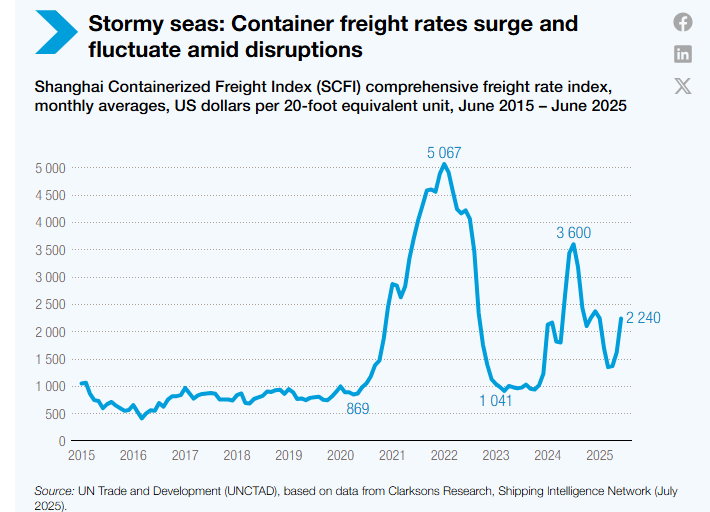 Stormy seas: Container freight rates surge and
fluctuate amid disruptions
Shanghai Containerized Freight Index (SCFI) comprehensive freight rate index,
monthly averages, US dollars per 20-foot equivalent unit, June 2015 – June 2025
5 067
5 000
4 500
4 000
3 600
3 500
3 000
2 500
2 240
2 000
1 500
1 000
869
1 041
500
0
2015 2016 2017 2018 2019 2020 2021 2022 2023 2024 2025
Source: UN Trade and Development (UNCTAD), based on data from Clarksons Research, Shipping Intelligence Network (July
2025).